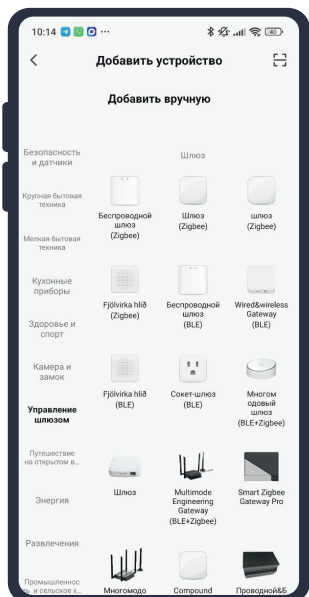 10:14
40
Добавить устройство
Добавить вручную
Безопасность
и датчики
Крупная бытовая
техника
Мелкая бытовая
техника
Кухонные
приборы
Здоровье и
спорт
Камера и
замок
Управление
шлюзом
Путешествие
на открытом в...
Энергия
Развлечения
Промышленнос
ть и сельское х...
Шлюз
Беспроводной
шлюз
(Zigbee)
Шлюз
(Zigbee)
шлюз
(Zigbee)
Fjölvirka hlið
(Zigbee)
Беспроводной
шлюз
(BLE)
Wired&wireless
Gateway
(BLE)
Fjölvirka hlið
(BLE)
Сокет-шлюз
(BLE)
Многом
одовый
шлюз
(BLE+Zigbee)
Шлюз
Multimode
Engineering
Gateway
(BLE+Zigbee)
Smart Zigbee
Gateway Pro
Многомодо
Compound
Проводной&Б